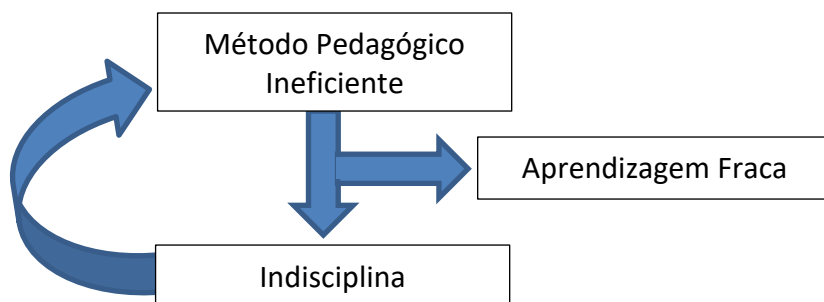 Método Pedagógico
Ineficiente
Aprendizagem Fraca
Indisciplina